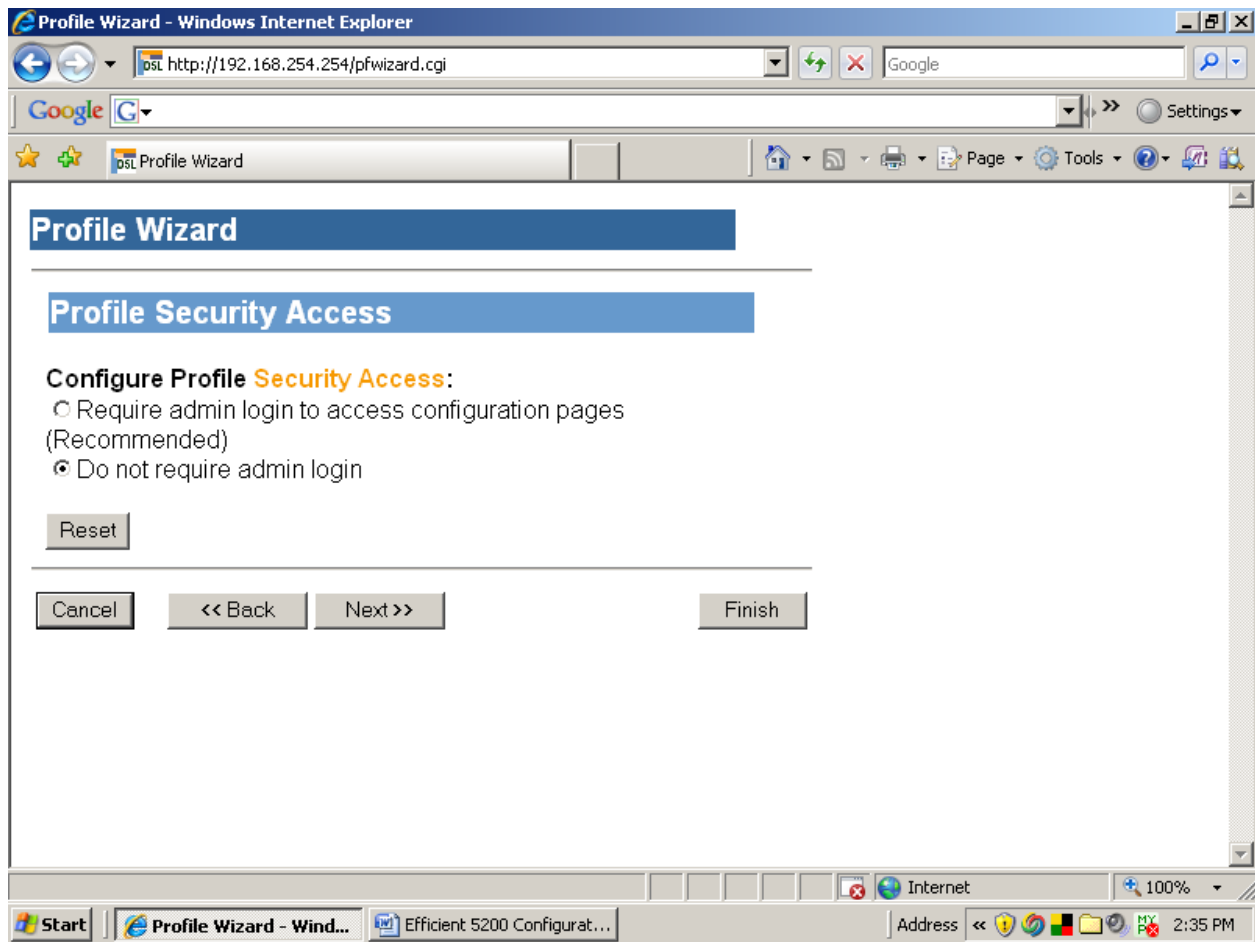 Profile Wizard - Windows Internet Explorer
DSL http://192.168.254.254/pfwizard.cgi
Google
Google G
Settings
DSL Profile Wizard
Page Tools
Profile Wizard
Profile Security Access
Configure Profile Security Access:
Require admin login to access configuration pages
(Recommended)
Do not require admin login
Reset
Cancel << Back Next >> Finish
Internet 100%
Start Profile Wizard - Wind... Efficient 5200 Configurat... Address « 2:35 PM